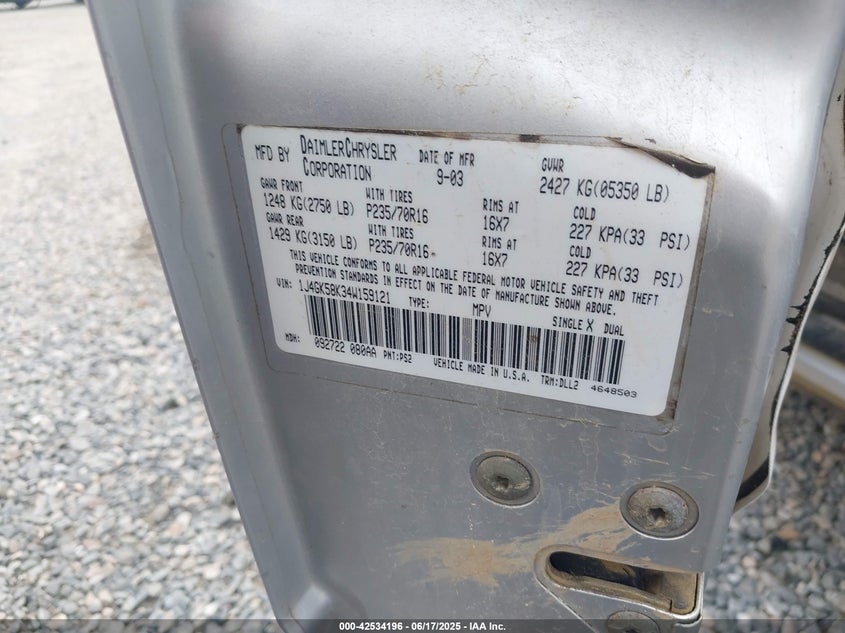 MFD BY DAIMLERCHRYSLER CORPORATION DATE OF MFR 9-03 GVWR 2427 KG(05350 LB)
GAWR FRONT WITH TIRES RIMS AT COLD
1248 KG(2750 LB) P235/70R16 16X7 227 KPA(33 PSI)
GAWR REAR WITH TIRES RIMS AT COLD
1429 KG(3150 LB) P235/70R16 16X7 227 KPA(33 PSI)
THIS VEHICLE CONFORMS TO ALL APPLICABLE FEDERAL MOTOR VEHICLE SAFETY AND THEFT
PREVENTION STANDARDS IN EFFECT ON THE DATE OF MANUFACTURE SHOWN ABOVE.
VIN: 1J4GK58K34W159121 TYPE: MPV SINGLE X DUAL
MDH: 092722 080AA PNT:PS2 VEHICLE MADE IN U.S.A. TRM:DLL2 4648503
000-42534196 - 06/17/2025 - IAA Inc.